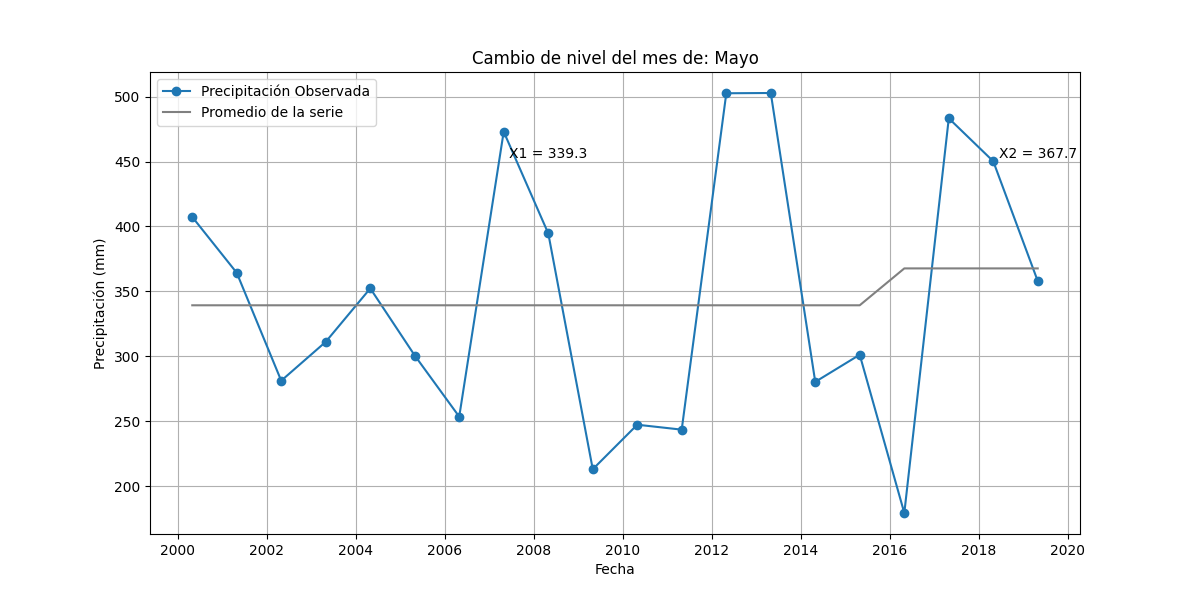 Cambio de nivel del mes de: Mayo
Precipitación Observada
Promedio de la serie
X1 = 339.3
X2 = 367.7
Precipitación (mm)
500
450
400
350
300
250
200
2000 2002 2004 2006 2008 2010 2012 2014 2016 2018 2020
Fecha